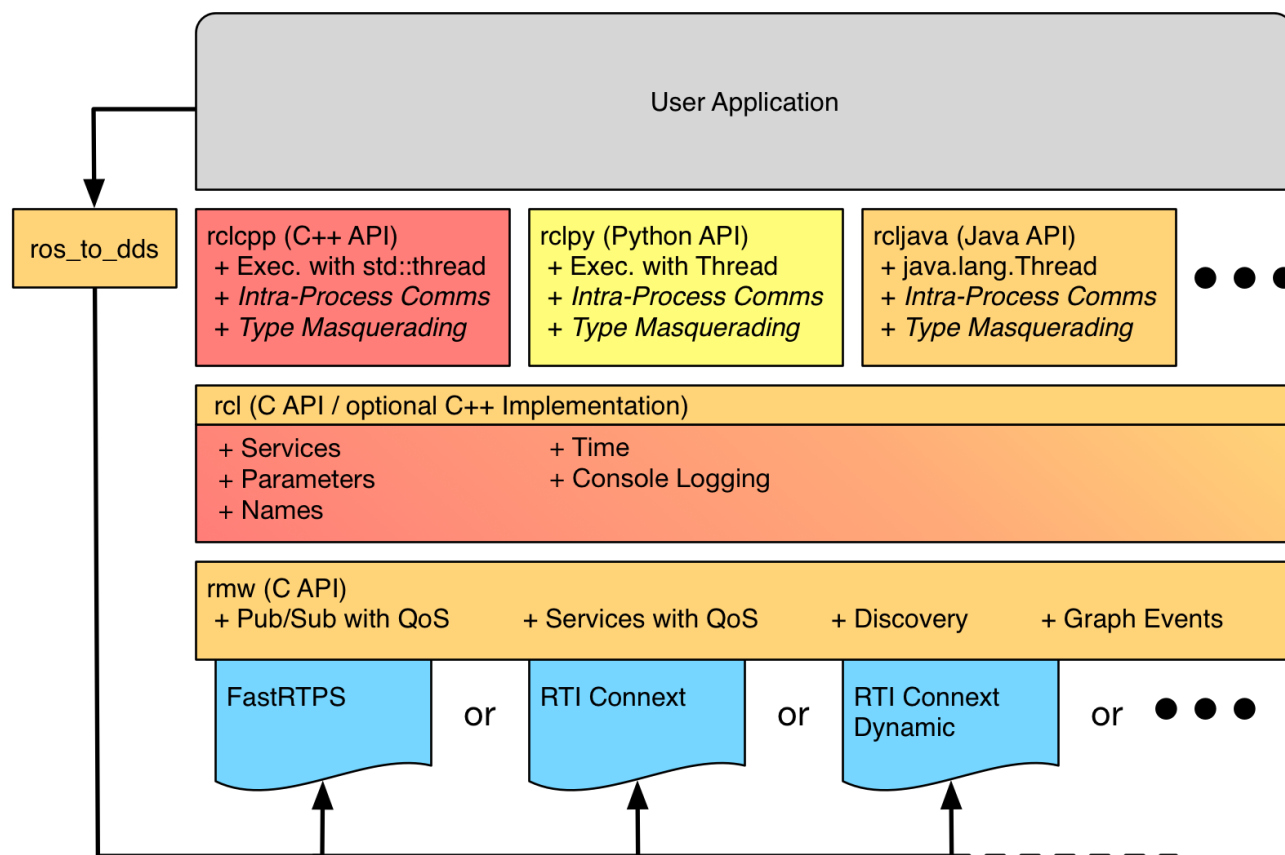 User Application
ros_to_dds
rclcpp (C++ API)
+ Exec. with std::thread
+ Intra-Process Comms
+ Type Masquerading
rclpy (Python API)
+ Exec. with Thread
+ Intra-Process Comms
+ Type Masquerading
rcljava (Java API)
+ java.lang.Thread
+ Intra-Process Comms
+ Type Masquerading
rcl (C API / optional C++ Implementation)
+ Services
+ Parameters
+ Names
+ Time
+ Console Logging
rmw (C API)
+ Pub/Sub with QoS + Services with QoS + Discovery + Graph Events
FastRTPS
or
RTI Connext
or
RTI Connext
Dynamic
or